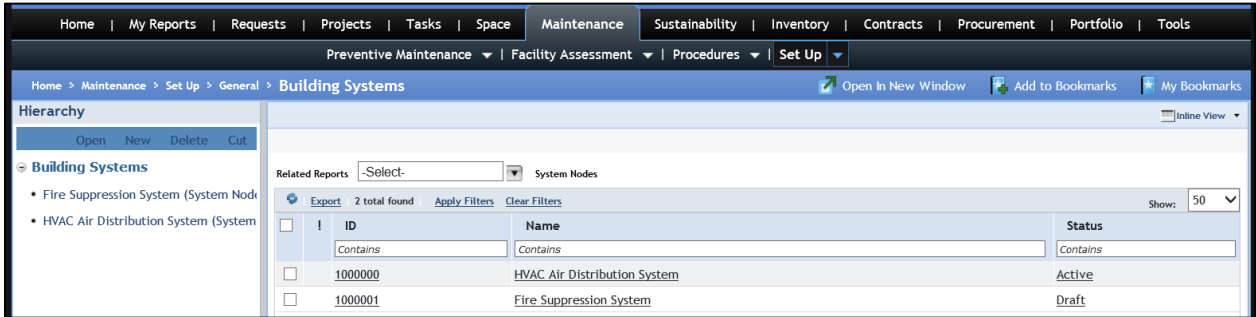 Home | My Reports | Requests | Projects | Tasks | Space Maintenance Sustainability | Inventory | Contracts | Procurement | Portfolio | Tools
Preventive Maintenance | Facility Assessment | Procedures | Set Up
Home > Maintenance > Set Up > General > Building Systems Open In New Window Add to Bookmarks My Bookmarks
Hierarchy
Inline View
Open New Delete Cut
Building Systems
Related Reports -Select- System Nodes
• Fire Suppression System (System Node
Export 2 total found Apply Filters Clear Filters Show: 50
• HVAC Air Distribution System (System
! ID Name Status
Contains Contains Contains
1000000 HVAC Air Distribution System Active
1000001 Fire Suppression System Draft